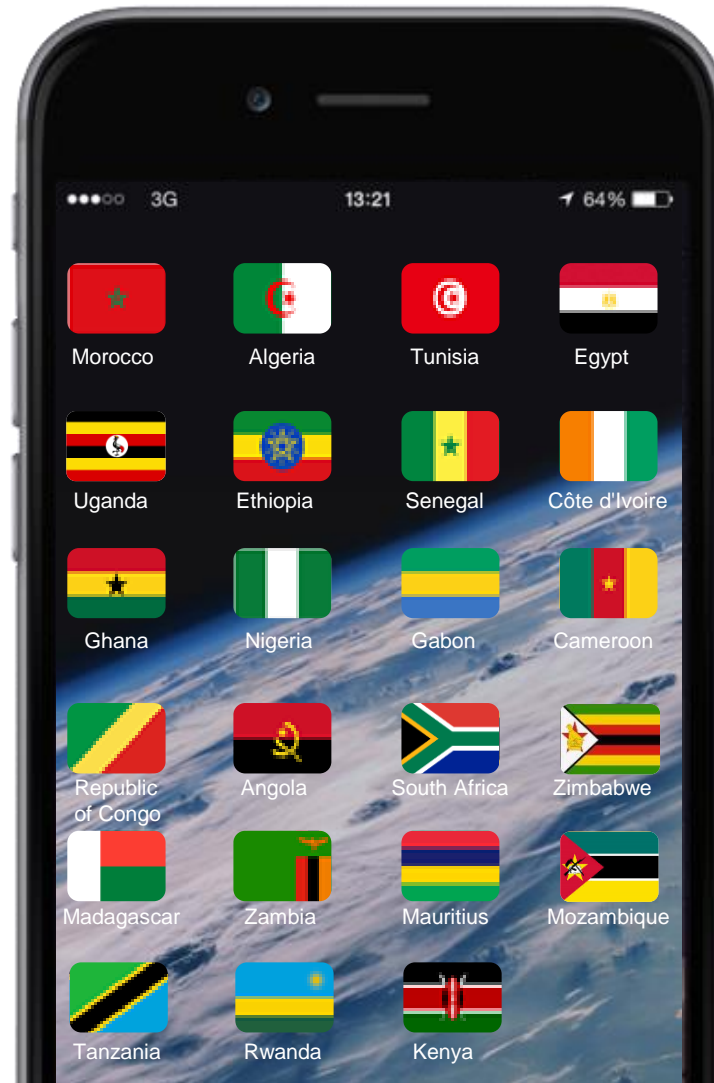 3G 13:21 64%
Morocco Algeria Tunisia Egypt
Uganda Ethiopia Senegal Côte d'Ivoire
Ghana Nigeria Gabon Cameroon
Republic
of Congo
Angola South Africa Zimbabwe
Madagascar Zambia Mauritius Mozambique
Tanzania Rwanda Kenya